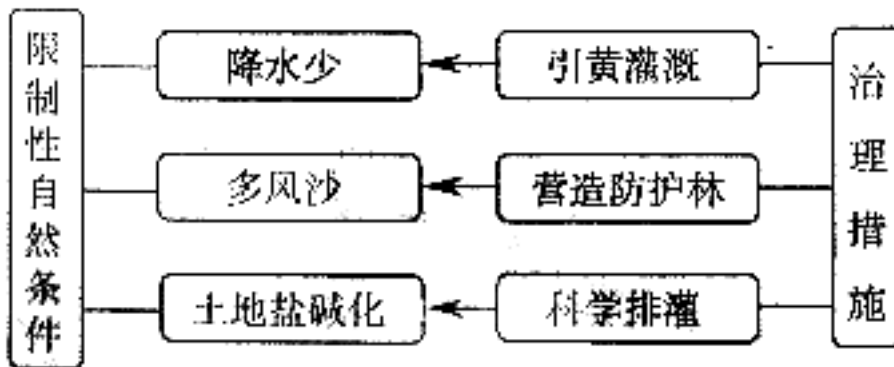 限制性自然条件
降水少
引黄灌溉
多风沙
营造防护林
土地盐碱化
科学排灌
治理措施